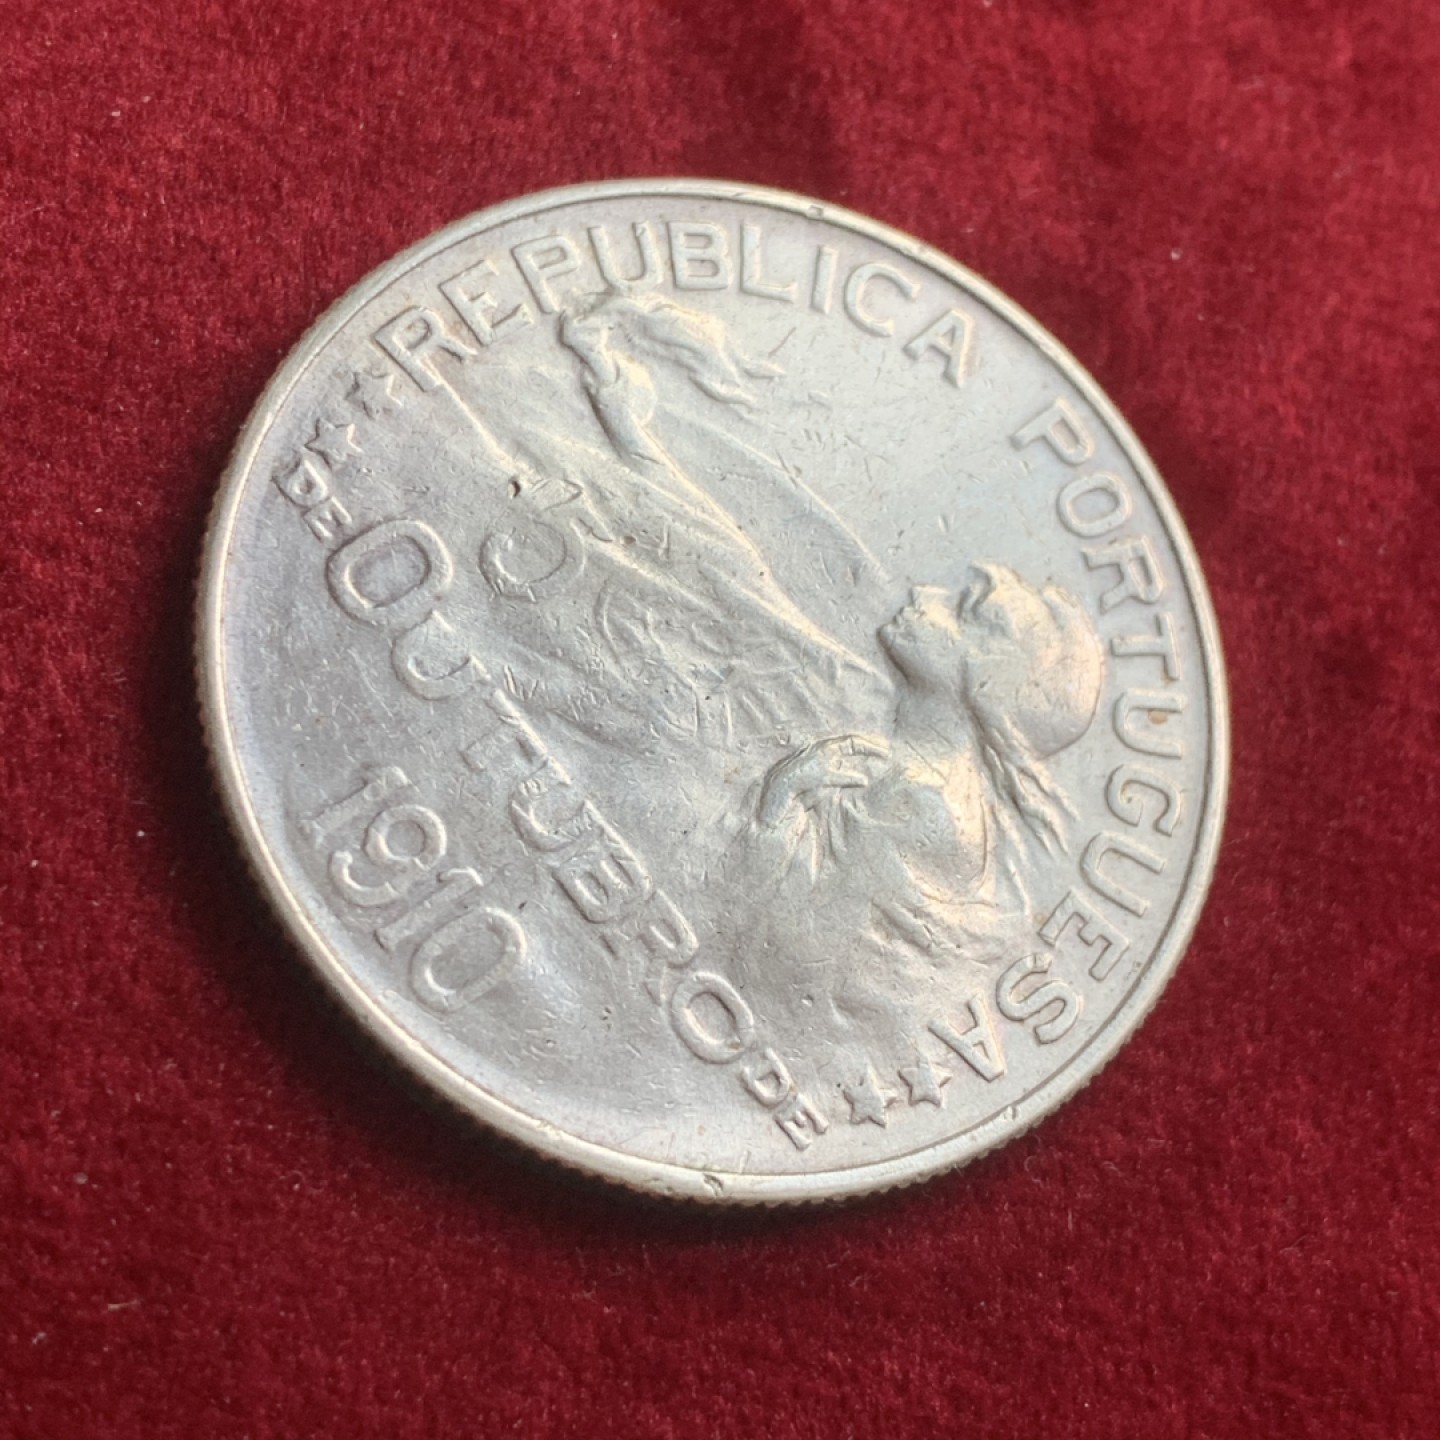 REPUBLICA PORTUGUESA
5
DE OUTUBRO DE
1910